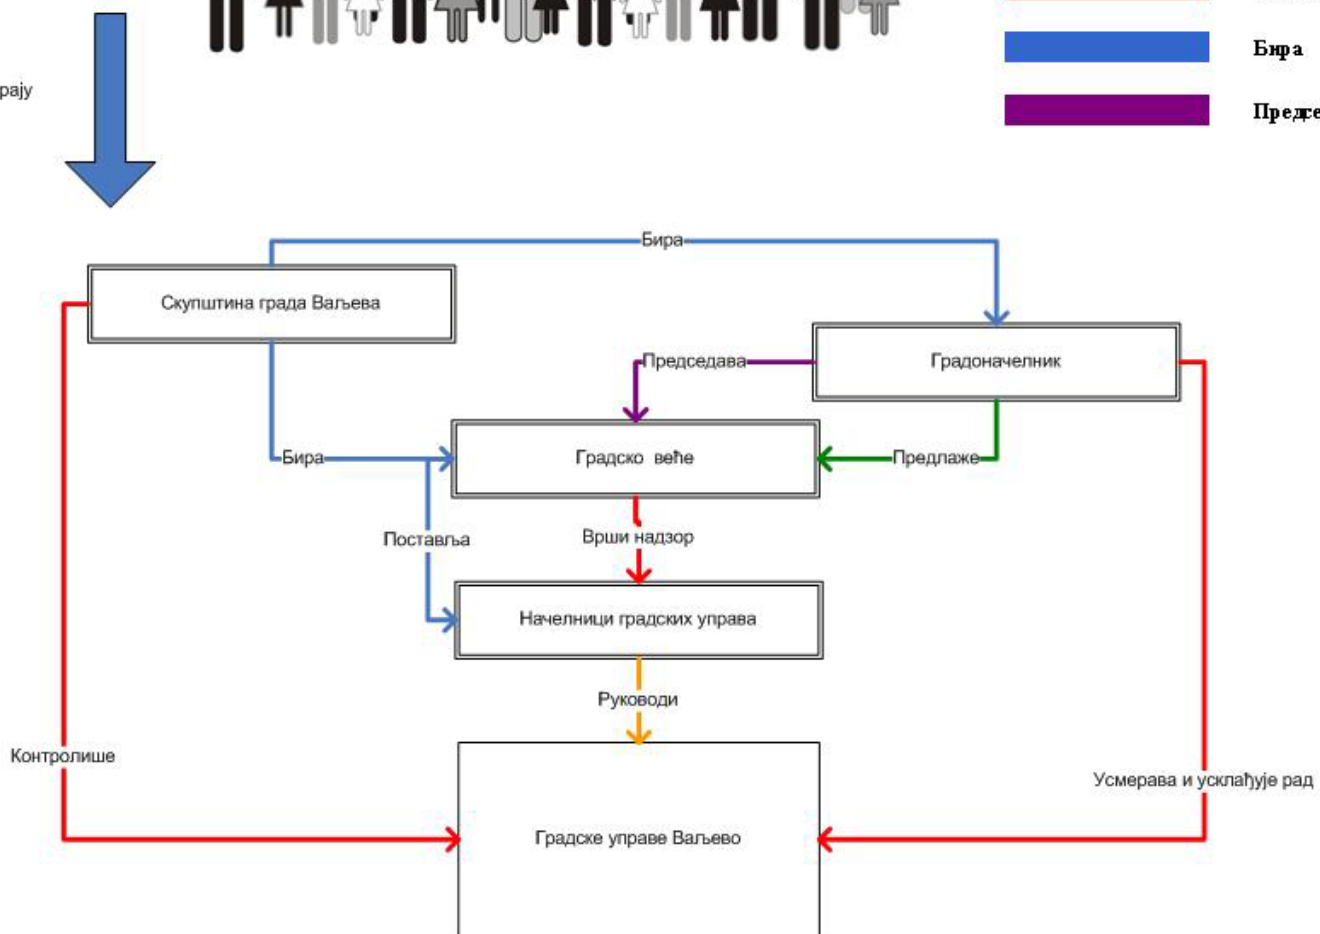 Бира
рају
Бира
Скупштина града Ваљева
Председава
Градоначелник
Бира
Градско веће
Предлаже
Поставља
Врши надзор
Начелници градских управа
Руководи
Контролише
Усмерава и усклађује рад
Градске управе Ваљево